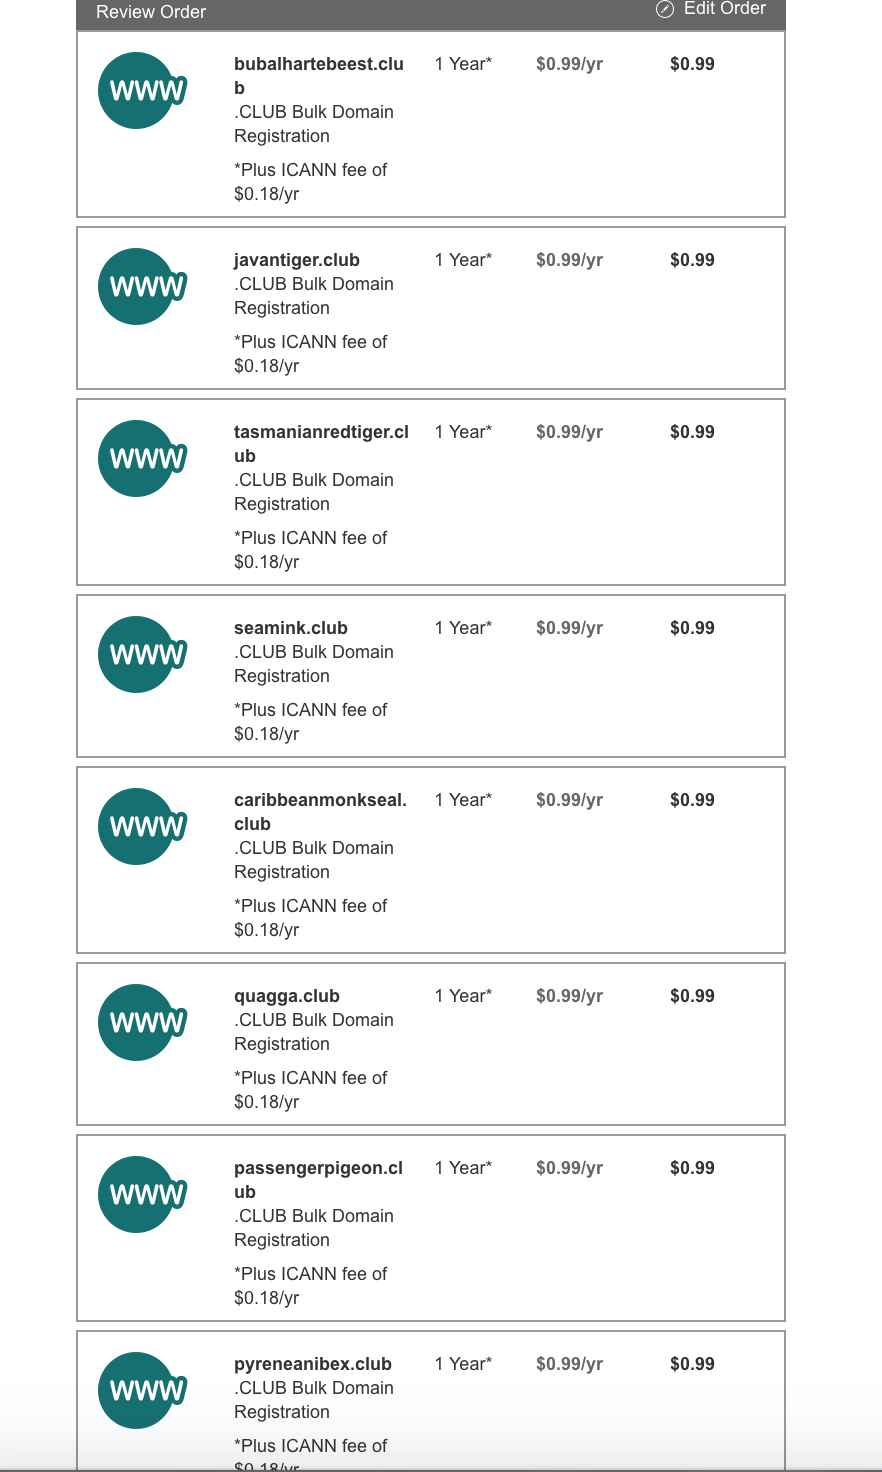 Review Order
Edit Order
bubalhartebeest.clu 1 Year* $0.99/yr $0.99
b
.CLUB Bulk Domain
Registration
*Plus ICANN fee of
$0.18/yr
www
javantiger.club 1 Year* $0.99/yr $0.99
.CLUB Bulk Domain
Registration
*Plus ICANN fee of
$0.18/yr
www
tasmanianredtiger.cl 1 Year* $0.99/yr $0.99
ub
.CLUB Bulk Domain
Registration
*Plus ICANN fee of
$0.18/yr
www
seamink.club 1 Year* $0.99/yr $0.99
.CLUB Bulk Domain
Registration
*Plus ICANN fee of
$0.18/yr
www
caribbeanmonkseal. 1 Year* $0.99/yr $0.99
club
.CLUB Bulk Domain
Registration
*Plus ICANN fee of
$0.18/yr
www
quagga.club 1 Year* $0.99/yr $0.99
.CLUB Bulk Domain
Registration
*Plus ICANN fee of
$0.18/yr
www
passengerpigeon.cl 1 Year* $0.99/yr $0.99
ub
.CLUB Bulk Domain
Registration
*Plus ICANN fee of
$0.18/yr
www
pyreneanibex.club 1 Year* $0.99/yr $0.99
.CLUB Bulk Domain
Registration
*Plus ICANN fee of
$0.18/yr
www